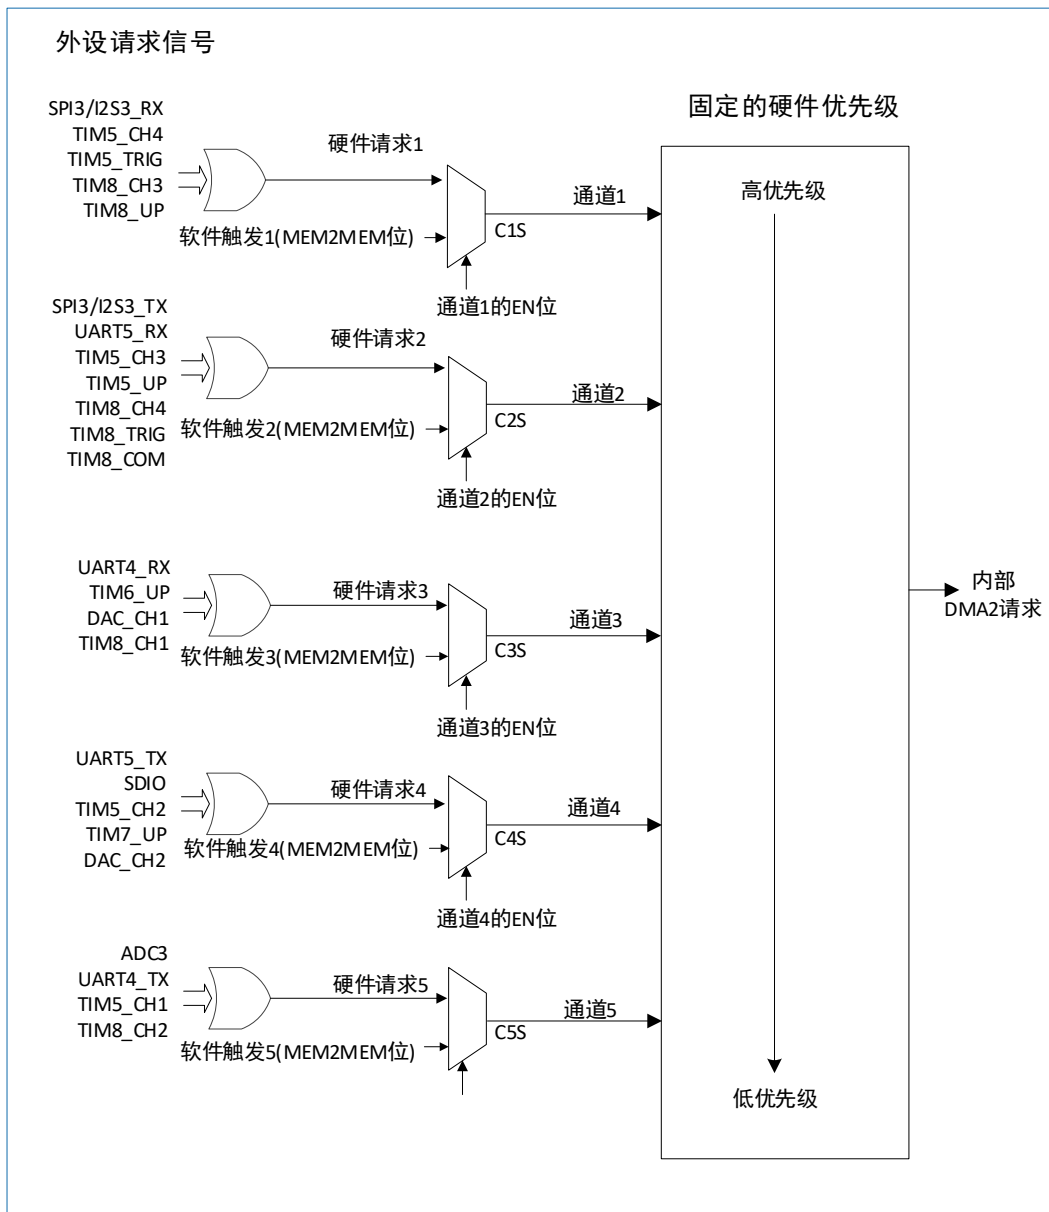 外设请求信号
固定的硬件优先级
SPI3/I2S3_RX
TIM5_CH4
TIM5_TRIG
TIM8_CH3
TIM8_UP
硬件请求1
软件触发1(MEM2MEM位)
C1S
通道1
通道1的EN位
高优先级
SPI3/I2S3_TX
UART5_RX
TIM5_CH3
TIM5_UP
TIM8_CH4
TIM8_TRIG
TIM8_COM
硬件请求2
软件触发2(MEM2MEM位)
C2S
通道2
通道2的EN位
UART4_RX
TIM6_UP
DAC_CH1
TIM8_CH1
硬件请求3
软件触发3(MEM2MEM位)
C3S
通道3
通道3的EN位
内部
DMA2请求
UART5_TX
SDIO
TIM5_CH2
TIM7_UP
DAC_CH2
硬件请求4
软件触发4(MEM2MEM位)
C4S
通道4
通道4的EN位
ADC3
UART4_TX
TIM5_CH1
TIM8_CH2
硬件请求5
软件触发5(MEM2MEM位)
C5S
通道5
低优先级